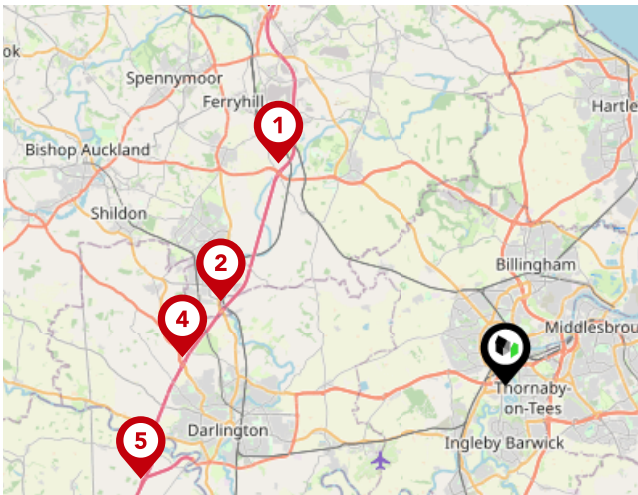 ok
Spennymoor
Ferryhill
Hartle
1
Bishop Auckland
Shildon
2
Billingham
4
Middlesbrou
Thornaby-
on-Tees
5
Darlington
Ingleby Barwick